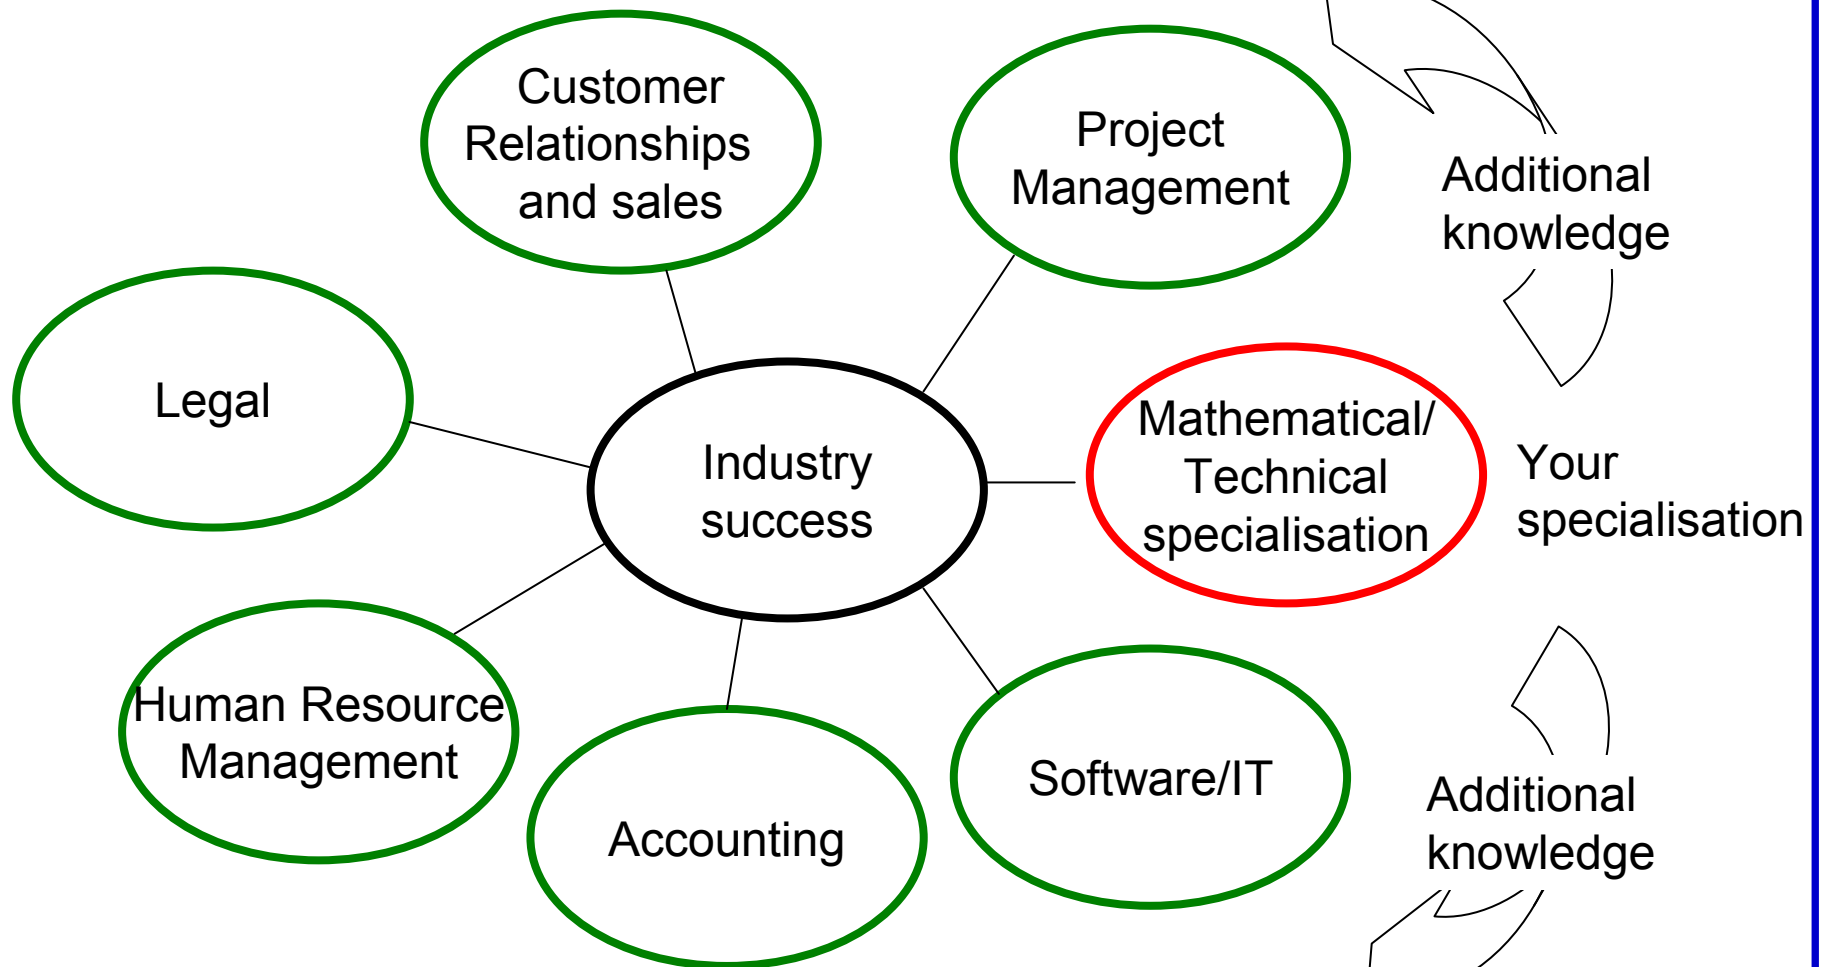 Customer
Relationships
and sales
Project
Management
Additional
knowledge
Legal
Industry
success
Mathematical/
Technical
specialisation
Your
specialisation
Human Resource
Management
Accounting
Software/IT
Additional
knowledge